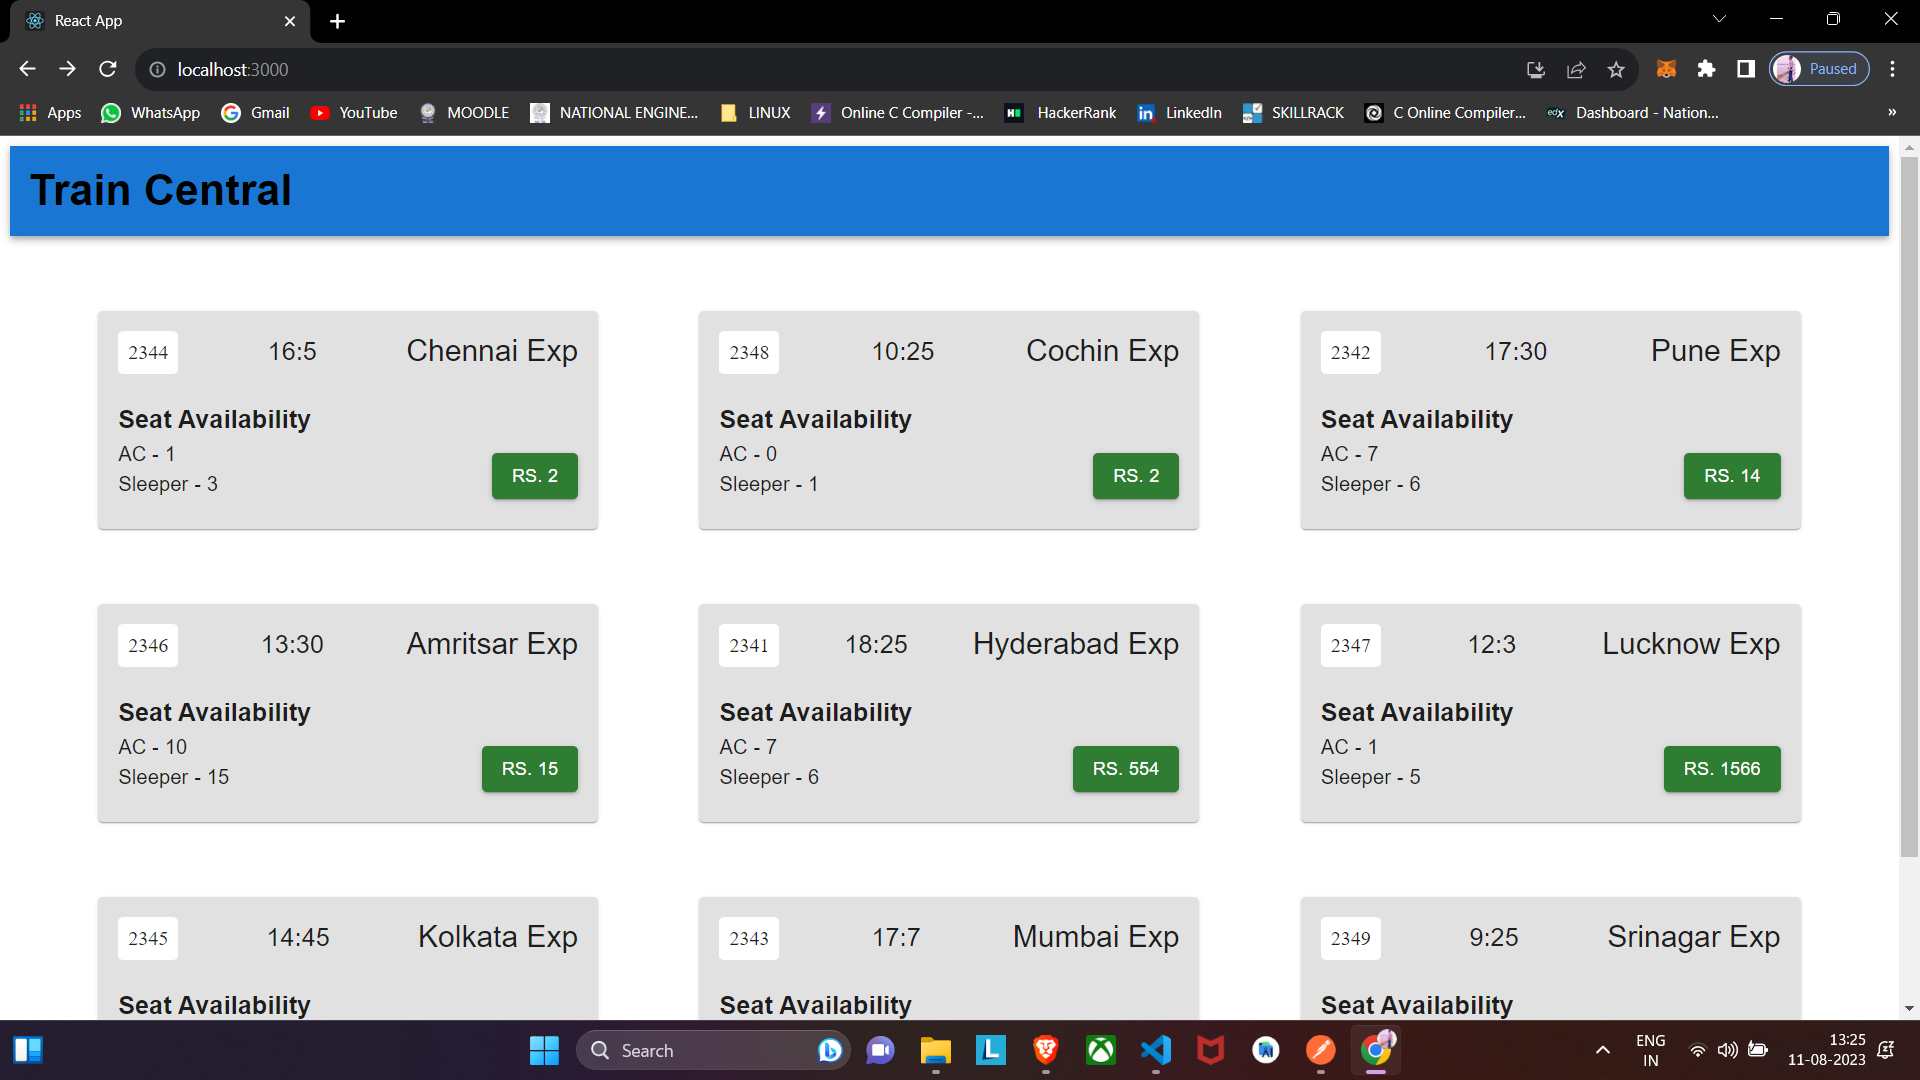 React App
localhost:3000
Paused
Apps
WhatsApp
Gmail
YouTube
MOODLE
NATIONAL ENGINE...
LINUX
Online C Compiler -...
HackerRank
LinkedIn
SKILLRACK
C Online Compiler...
edX
Dashboard - Nation...
Train Central
2344 16:5 Chennai Exp
Seat Availability
AC - 1
Sleeper - 3
RS. 2
2348 10:25 Cochin Exp
Seat Availability
AC - 0
Sleeper - 1
RS. 2
2342 17:30 Pune Exp
Seat Availability
AC - 7
Sleeper - 6
RS. 14
2346 13:30 Amritsar Exp
Seat Availability
AC - 10
Sleeper - 15
RS. 15
2341 18:25 Hyderabad Exp
Seat Availability
AC - 7
Sleeper - 6
RS. 554
2347 12:3 Lucknow Exp
Seat Availability
AC - 1
Sleeper - 5
RS. 1566
2345 14:45 Kolkata Exp
Seat Availability
2343 17:7 Mumbai Exp
Seat Availability
2349 9:25 Srinagar Exp
Seat Availability
Search
L
ENG
IN
13:25
11-08-2023